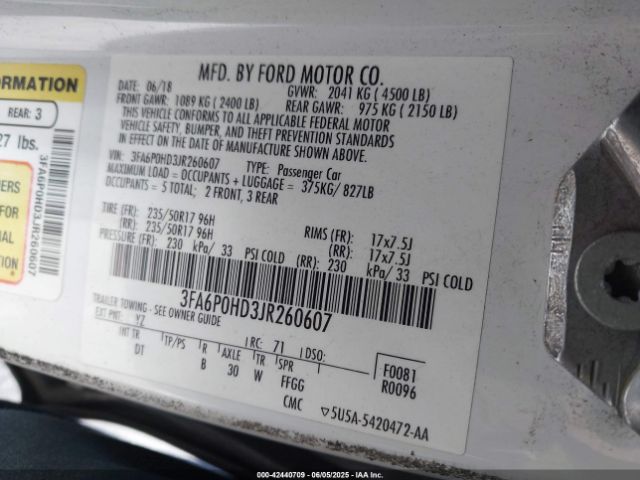 ORMATION
REAR: 3
27 lbs.
3FA6P0HD3JR260607
MFD. BY FORD MOTOR CO.
DATE: 06/18
GVWR: 2041 KG ( 4500 LB)
FRONT GAWR: 1089 KG ( 2400 LB)
REAR GAWR: 975 KG ( 2150 LB)
THIS VEHICLE CONFORMS TO ALL APPLICABLE FEDERAL MOTOR
VEHICLE SAFETY, BUMPER, AND THEFT PREVENTION STANDARDS
IN EFFECT ON THE DATE OF MANUFACTURE SHOWN ABOVE.
VIN: 3FA6P0HD3JR260607 TYPE: Passenger Car
MAXIMUM LOAD = OCCUPANTS + LUGGAGE = 375KG/ 827LB
OCCUPANTS = 5 TOTAL; 2 FRONT, 3 REAR
TIRE (FR): 235/50R17 96H RIMS (FR): 17x7.5J
(RR): 235/50R17 96H (RR): 17x7.5J
PRESSURE (FR): 230 kPa/ 33 PSI COLD (RR): 230 kPa/ 33 PSI COLD
3FA6P0HD3JR260607
TRAILER TOWING - SEE OWNER GUIDE
EXT PNT: YZ RC: 71 DSO:
INT TR TP/PS R AXLE TR SPR
DT B 30 W FFGG
CMC
F0081
R0096
5U5A-5420472-AA
000-42440709 - 06/05/2025 - IAAI.com